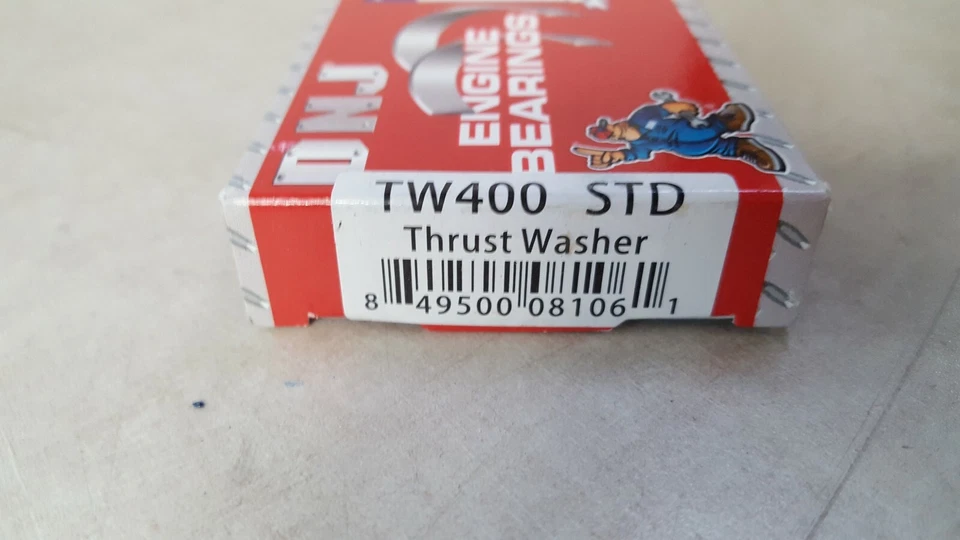 DNJ
ENGINE
BEARINGS
TW400 STD
Thrust Washer
8 49500 08106 1